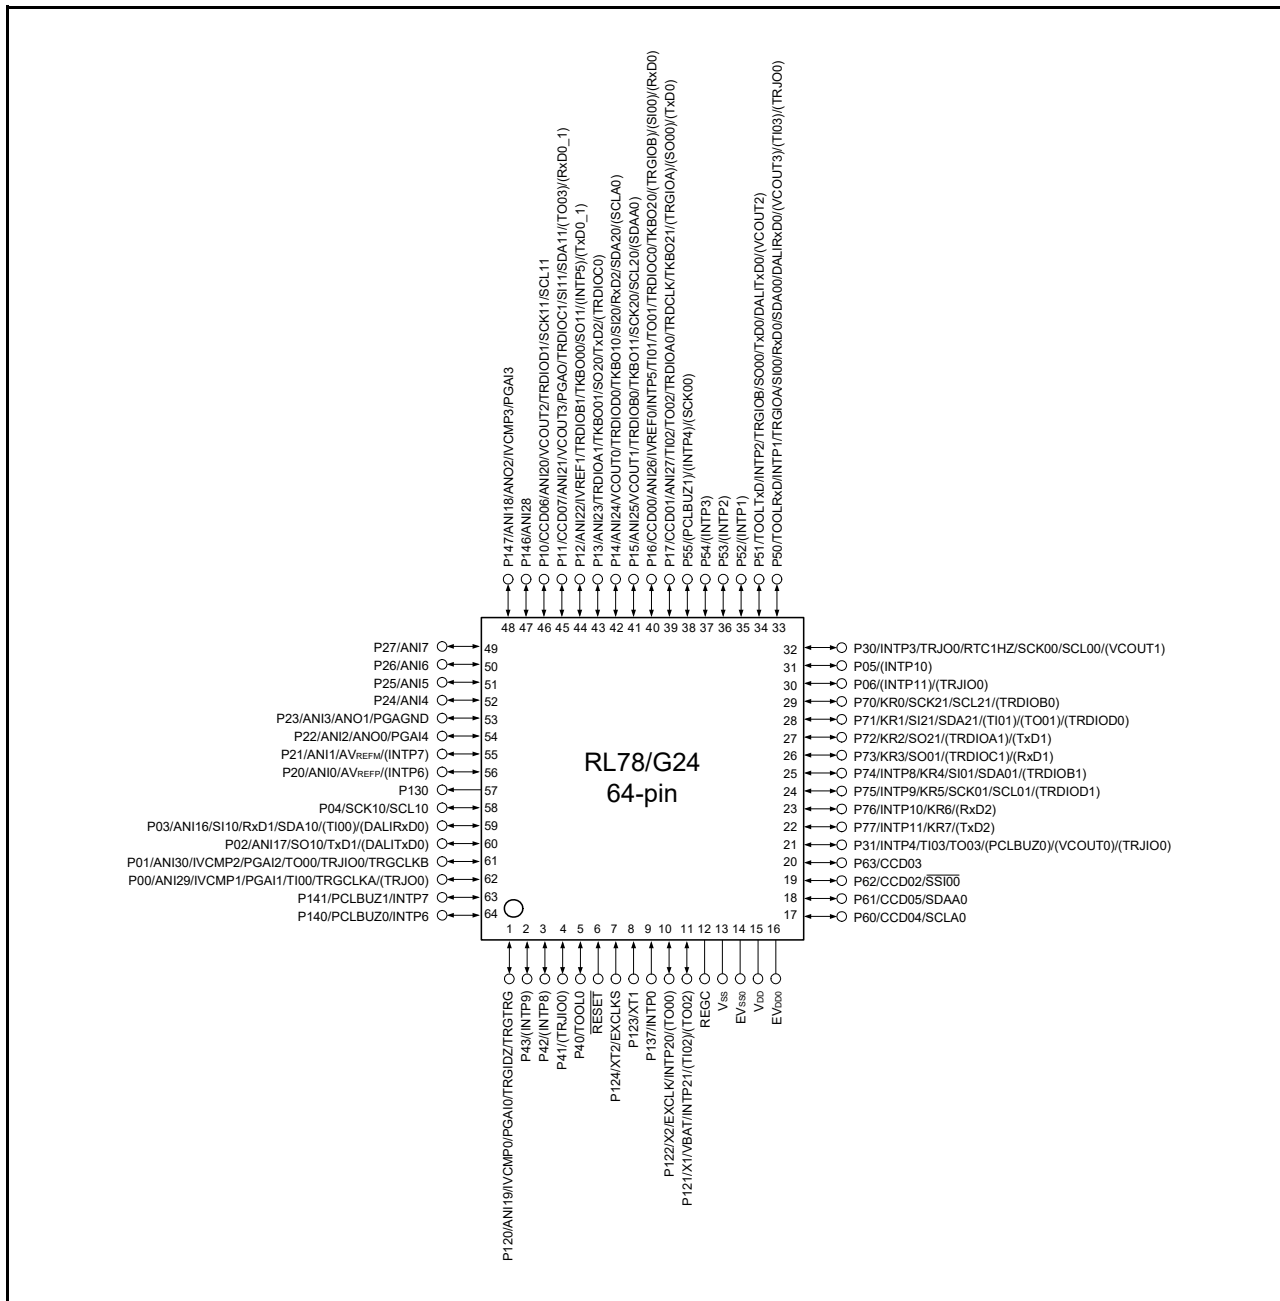 P147/ANI18/ANO2/IVCMP3/PGAI3
P146/ANI28
P10/CCD06/ANI20/VCOUT2/TRDIOD1/SCK11/SCL11
P11/CCD07/ANI21/VCOUT3/PGAO/TRDIOC1/SI11/SDA11/(TO03)/(RxD0_1)
P12/ANI22/IVREF1/TRDIOB1/TKBO00/SO11/(INTP5)/(TxD0_1)
P13/ANI23/TRDIOA1/TKBO01/SO20/TxD2/(TRDIOC0)
P14/ANI24/VCOUT0/TRDIOD0/TKBO10/SI20/RxD2/SDA20/(SCLA0)
P15/ANI25/VCOUT1/TRDIOB0/TKBO11/SCK20/SCL20/(SDAA0)
P16/CCD00/ANI26/IVREF0/INTP5/TI01/TO01/TRDIOC0/TKBO20/(TRGIOB)/(SI00)/(RxD0)
P17/CCD01/ANI27/TI02/TO02/TRDIOA0/TRDCLK/TKBO21/(TRGIOA)/(SO00)/(TxD0)
P55/(PCLBUZ1)/(INTP4)/(SCK00)
P54/(INTP3)
P53/(INTP2)
P52/(INTP1)
P51/TOOLTxD/INTP2/TRGIOB/SO00/TxD0/DALITxD0/(VCOUT2)
P50/TOOLRxD/INTP1/TRGIOA/SI00/RxD0/SDA00/DALIRxD0/(VCOUT3)/(TI03)/(TRJO0)
48 47 46 45 44 43 42 41 40 39 38 37 36 35 34 33
P27/ANI7 49
P26/ANI6 50
P25/ANI5 51
P24/ANI4 52
P23/ANI3/ANO1/PGAGND 53
P22/ANI2/ANO0/PGAI4 54
P21/ANI1/AVREFM/(INTP7) 55
P20/ANI0/AVREFP/(INTP6) 56
P130 57
P04/SCK10/SCL10 58
P03/ANI16/SI10/RxD1/SDA10/(TI00)/(DALIRxD0) 59
P02/ANI17/SO10/TxD1/(DALITxD0) 60
P01/ANI30/IVCMP2/PGAI2/TO00/TRJIO0/TRGCLKB 61
P00/ANI29/IVCMP1/PGAI1/TI00/TRGCLKA/(TRJO0) 62
P141/PCLBUZ1/INTP7 63
P140/PCLBUZ0/INTP6 64
RL78/G24
64-pin
32 P30/INTP3/TRJO0/RTC1HZ/SCK00/SCL00/(VCOUT1)
31 P05/(INTP10)
30 P06/(INTP11)/(TRJIO0)
29 P70/KR0/SCK21/SCL21/(TRDIOB0)
28 P71/KR1/SI21/SDA21/(TI01)/(TO01)/(TRDIOD0)
27 P72/KR2/SO21/(TRDIOA1)/(TxD1)
26 P73/KR3/SO01/(TRDIOC1)/(RxD1)
25 P74/INTP8/KR4/SI01/SDA01/(TRDIOB1)
24 P75/INTP9/KR5/SCK01/SCL01/(TRDIOD1)
23 P76/INTP10/KR6/(RxD2)
22 P77/INTP11/KR7/(TxD2)
21 P31/INTP4/TI03/TO03/(PCLBUZ0)/(VCOUT0)/(TRJIO0)
20 P63/CCD03
19 P62/CCD02/SSI00
18 P61/CCD05/SDAA0
17 P60/CCD04/SCLA0
1 2 3 4 5 6 7 8 9 10 11 12 13 14 15 16
P120/ANI19/IVCMP0/PGAI0/TRGIDZ/TRGTRG
P43/(INTP9)
P42/(INTP8)
P41/(TRJIO0)
P40/TOOL0
RESET
P124/XT2/EXCLKS
P123/XT1
P137/INTP0
P122/X2/EXCLK/INTP20/(TO00)
P121/X1/VBAT/INTP21/(TI02)/(TO02)
REGC
VSS
EVSS0
VDD
EVDD0